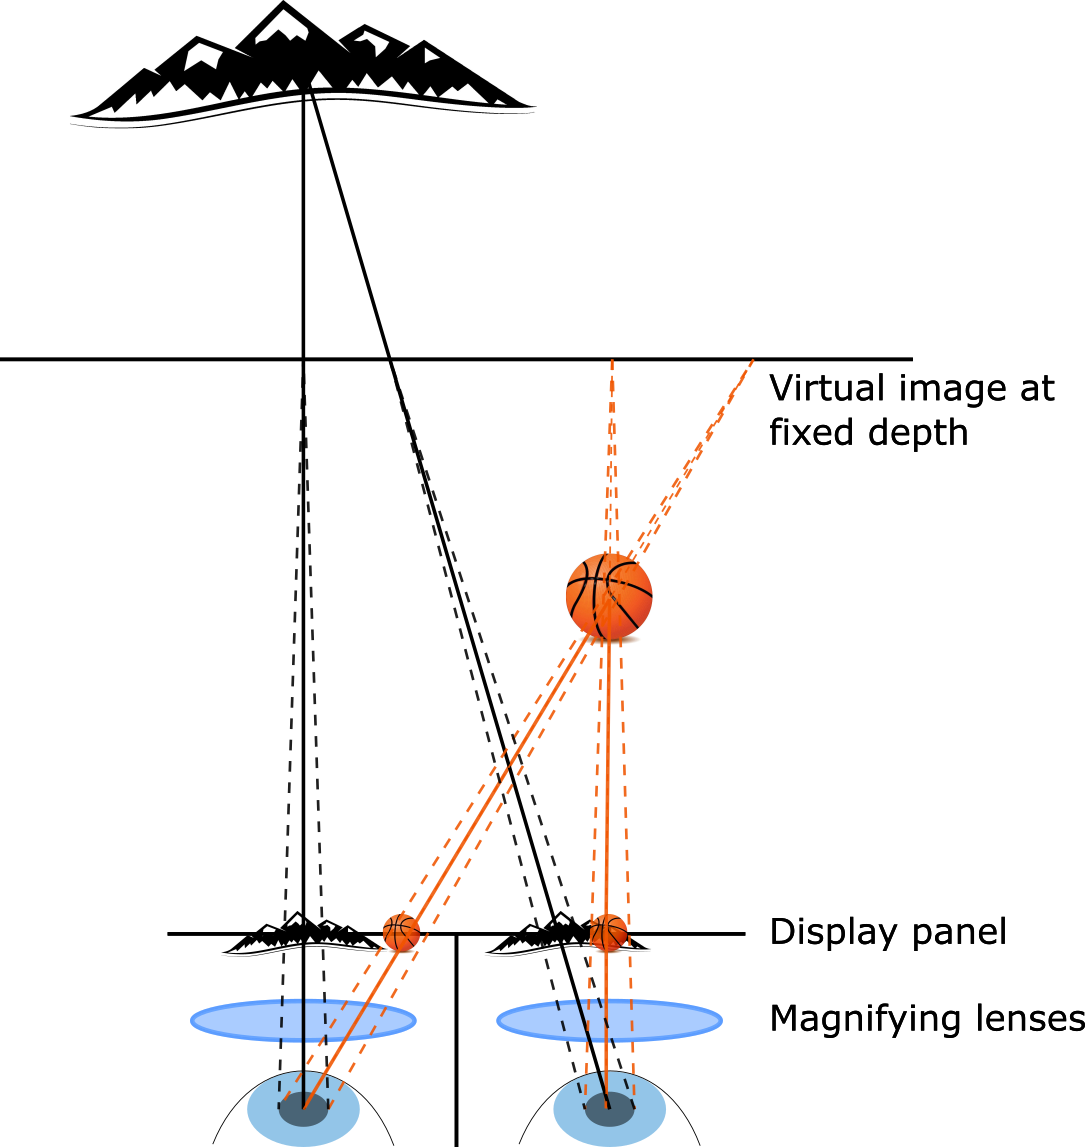 Virtual image at
fixed depth
Display panel
Magnifying lenses